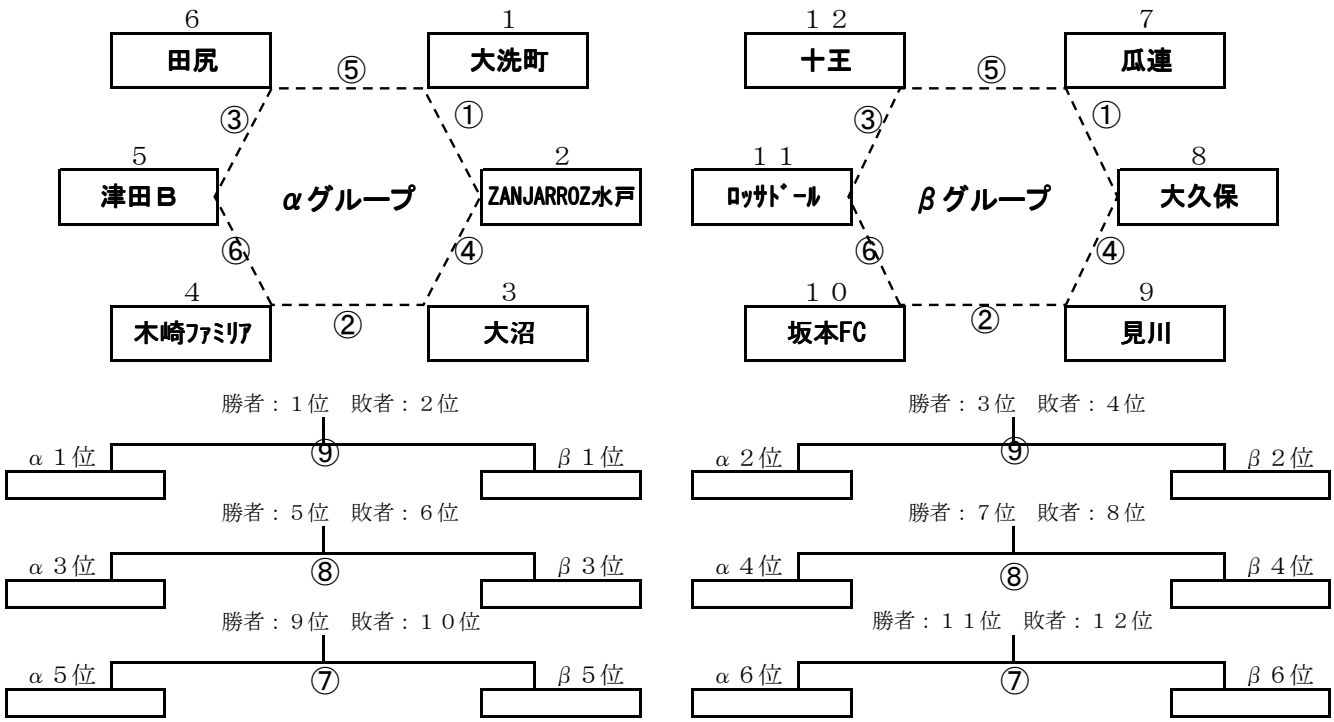 ６ １ １２ ７
田尻 大洗町 十王 瓜連
⑤ ⑤
③ ① ③ ①
５ ２ １１ ８
津田Ｂ αグループ ZANJARROZ水戸 ﾛｯｻﾄﾞｰﾙ βグループ 大久保
⑥ ④ ⑥ ④
４ ３ １０ ９
木崎ﾌｧﾐﾘｱ ② 大沼 坂本FC ② 見川
勝者：１位 敗者：２位 勝者：３位 敗者：４位
α１位 ⑨ β１位 α２位 ⑨ β２位
勝者：５位 敗者：６位 勝者：７位 敗者：８位
α３位 ⑧ β３位 α４位 ⑧ β４位
勝者：９位 敗者：１０位 勝者：１１位 敗者：１２位
α５位 ⑦ β５位 α６位 ⑦ β６位